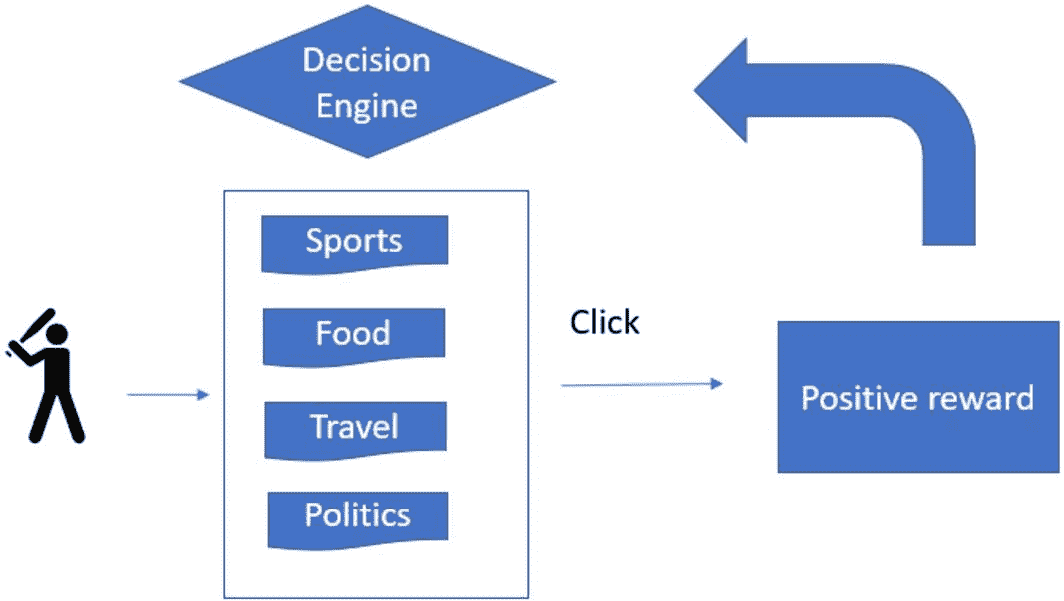 Decision
Engine
Sports
Food
Travel
Politics
Click
Positive reward